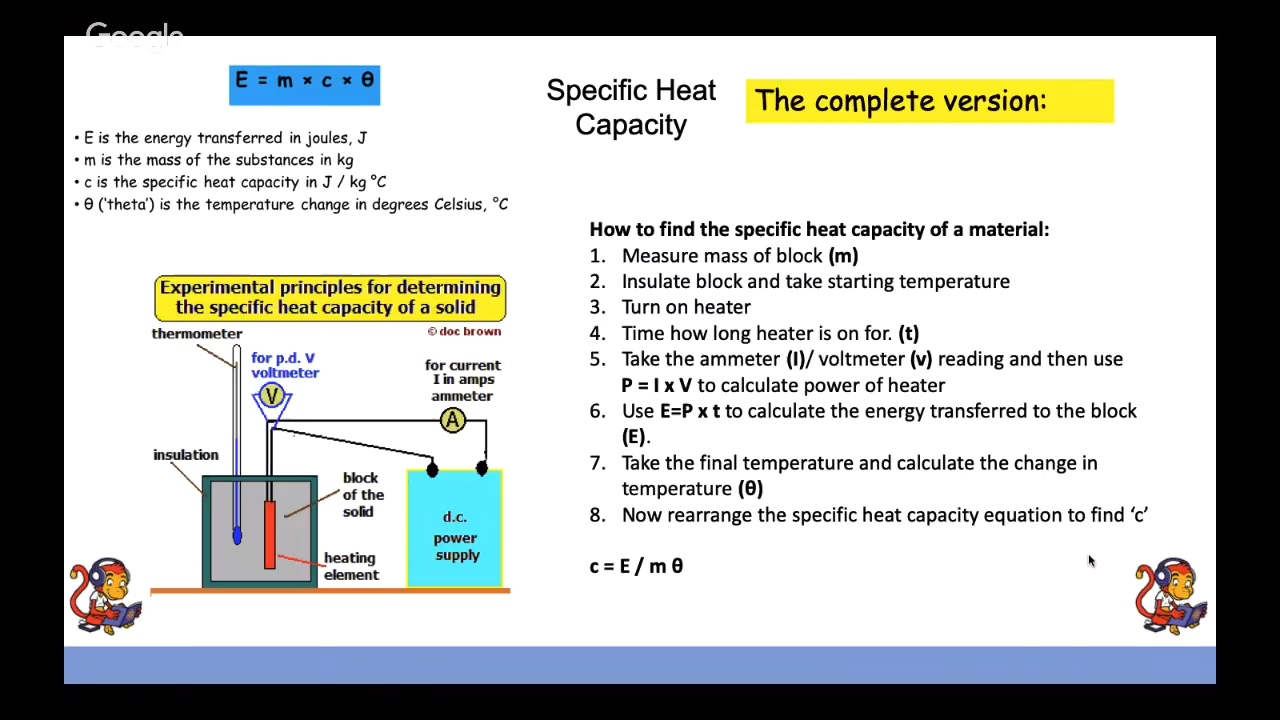 Google
E = m × c × θ
Specific Heat
Capacity
The complete version:
• E is the energy transferred in joules, J
• m is the mass of the substances in kg
• c is the specific heat capacity in J / kg °C
• θ (‘theta’) is the temperature change in degrees Celsius, °C
Experimental principles for determining
the specific heat capacity of a solid
© doc brown
thermometer
for p.d. V
voltmeter
V
for current
I in amps
ammeter
A
insulation
block
of the
solid
heating
element
d.c.
power
supply
How to find the specific heat capacity of a material:
1. Measure mass of block (m)
2. Insulate block and take starting temperature
3. Turn on heater
4. Time how long heater is on for. (t)
5. Take the ammeter (I)/ voltmeter (v) reading and then use
P = I x V to calculate power of heater
6. Use E=P x t to calculate the energy transferred to the block
(E).
7. Take the final temperature and calculate the change in
temperature (θ)
8. Now rearrange the specific heat capacity equation to find ‘c’
c = E / m θ